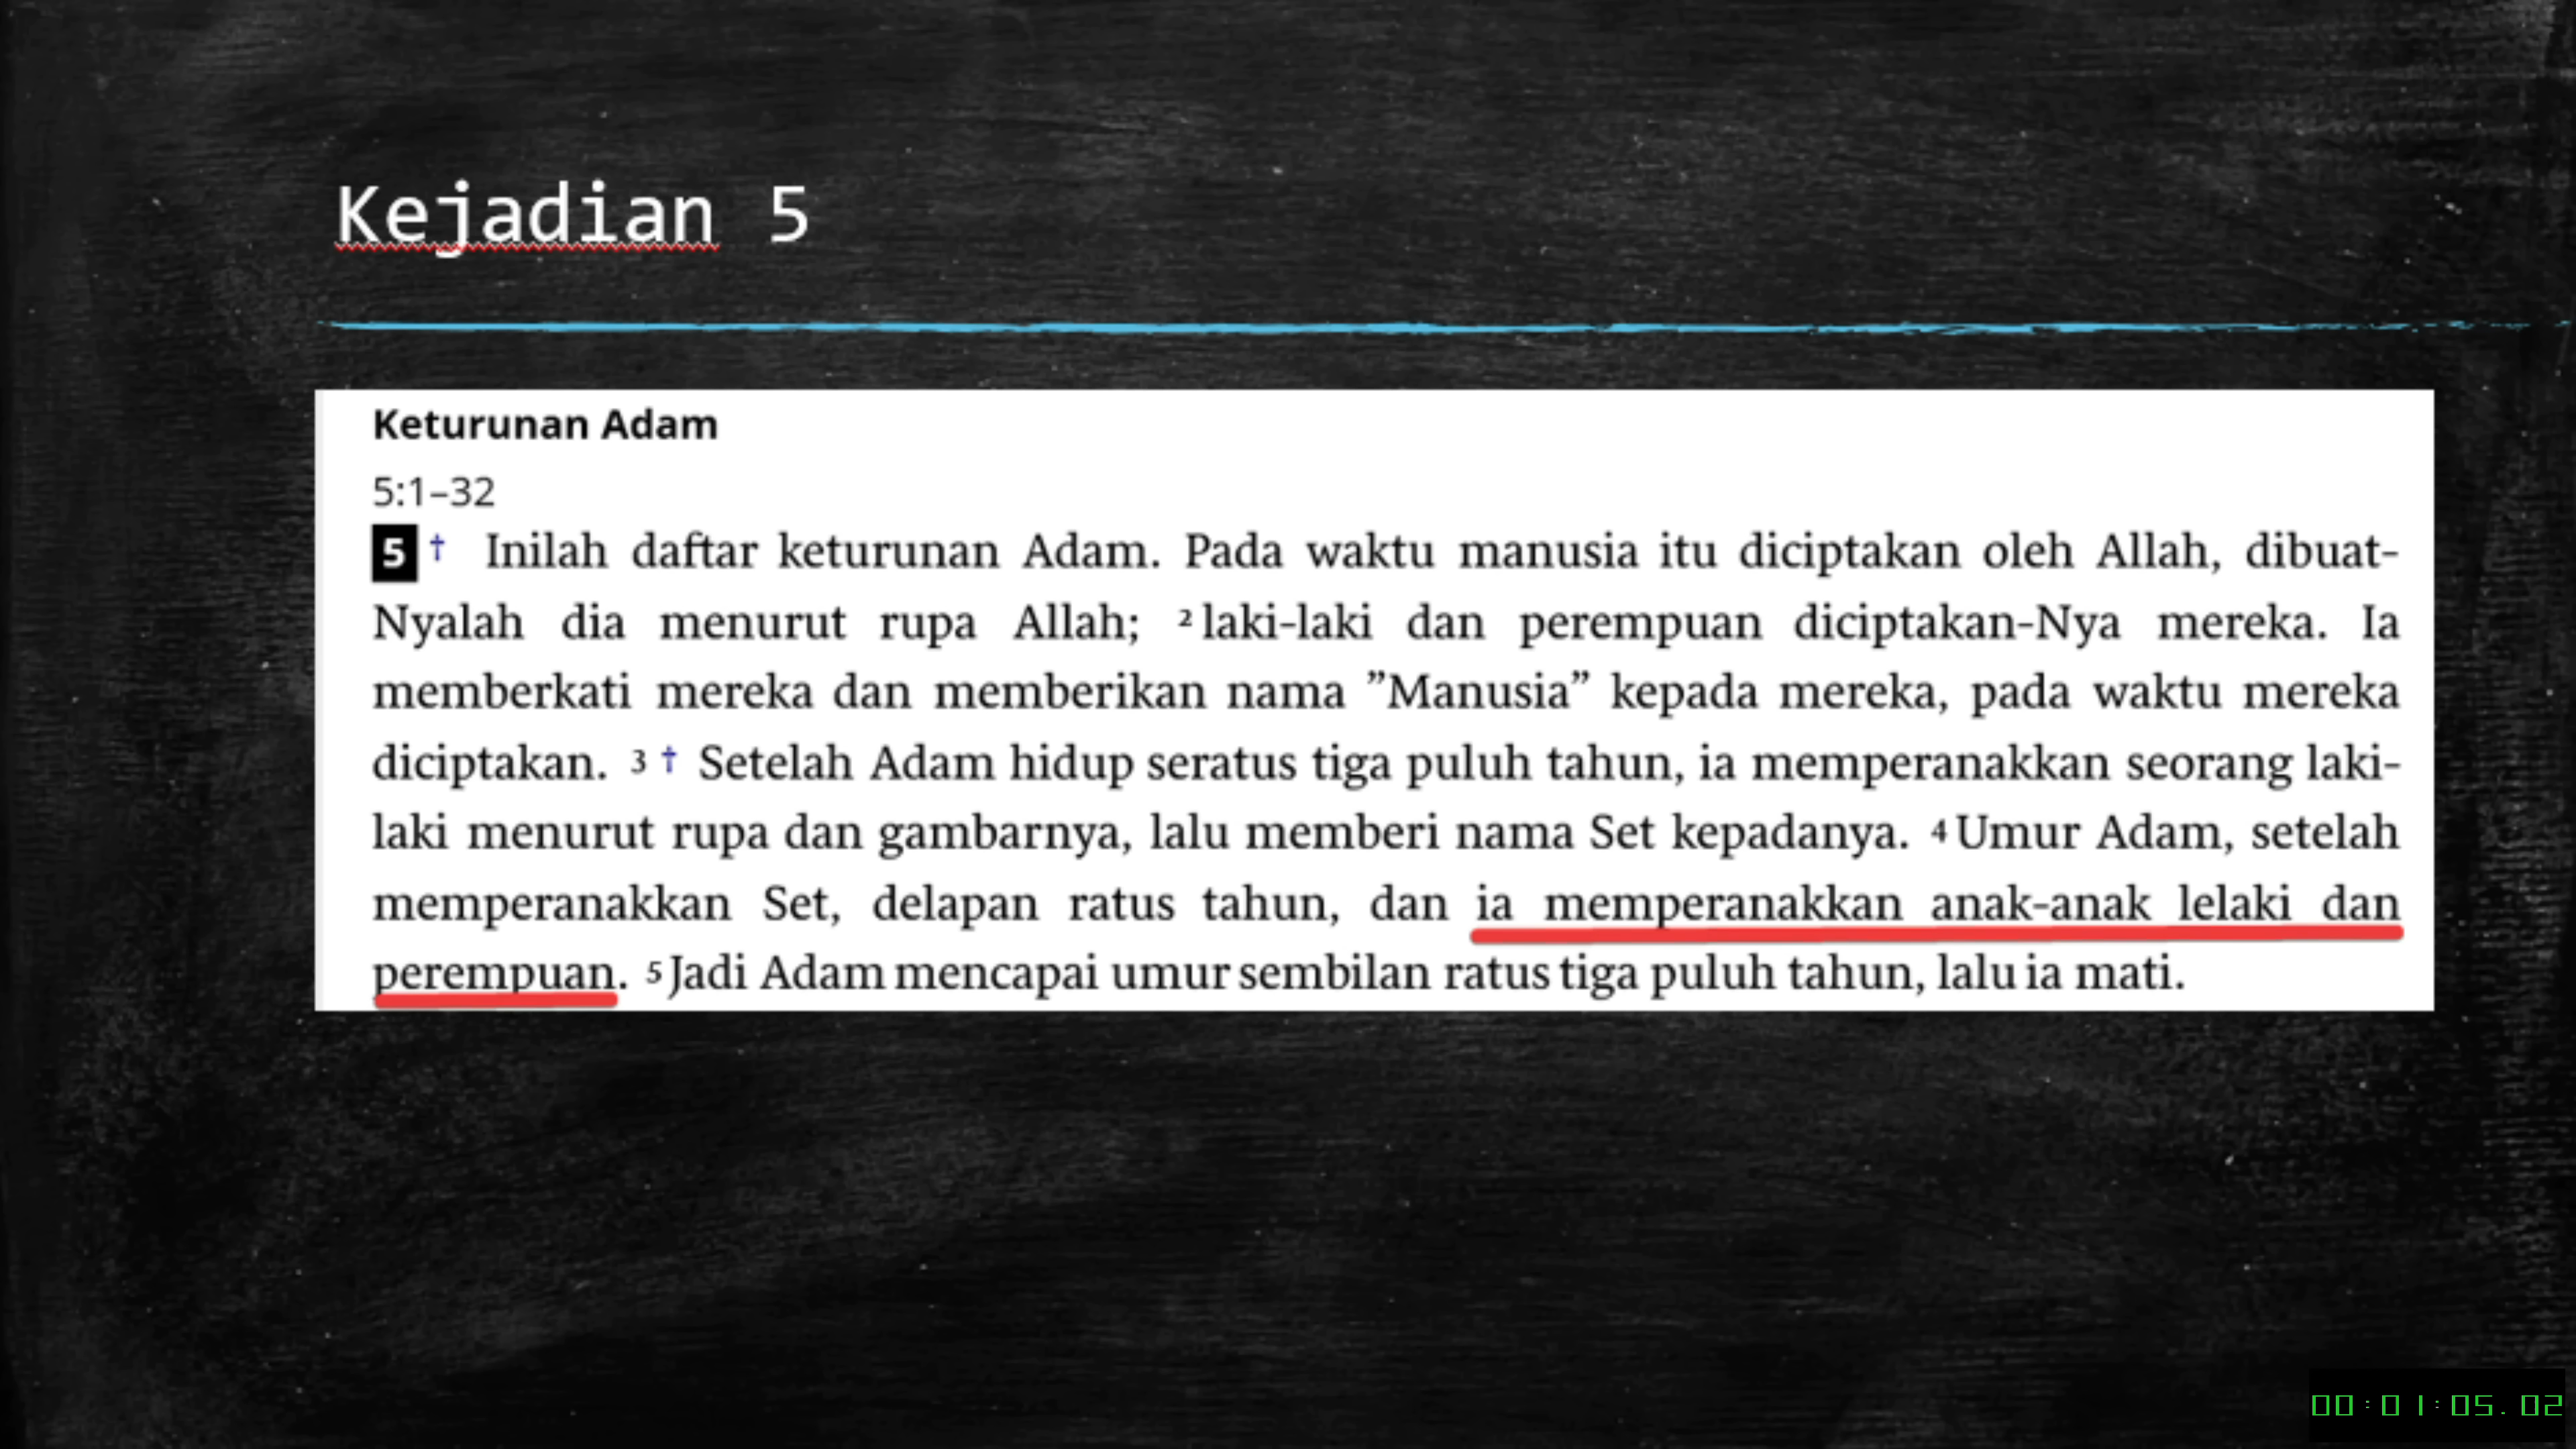 Kejadian 5
Keturunan Adam
5:1–32
5 † Inilah daftar keturunan Adam. Pada waktu manusia itu diciptakan oleh Allah, dibuat-
Nyalah dia menurut rupa Allah; 2 laki-laki dan perempuan diciptakan-Nya mereka. Ia
memberkati mereka dan memberikan nama ”Manusia” kepada mereka, pada waktu mereka
diciptakan. 3 † Setelah Adam hidup seratus tiga puluh tahun, ia memperanakkan seorang laki-
laki menurut rupa dan gambarnya, lalu memberi nama Set kepadanya. 4 Umur Adam, setelah
memperanakkan Set, delapan ratus tahun, dan ia memperanakkan anak-anak lelaki dan
perempuan. 5 Jadi Adam mencapai umur sembilan ratus tiga puluh tahun, lalu ia mati.
00:01:05.02